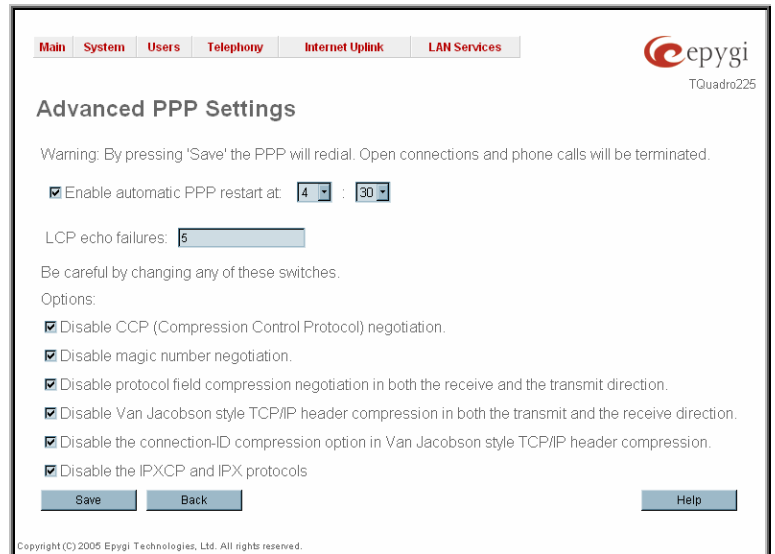 Main System Users Telephony Internet Uplink LAN Services
epygi
TQuadro225
Advanced PPP Settings
Warning: By pressing 'Save' the PPP will redial. Open connections and phone calls will be terminated.
Enable automatic PPP restart at: 4 : 30
LCP echo failures: 5
Be careful by changing any of these switches.
Options:
Disable CCP (Compression Control Protocol) negotiation.
Disable magic number negotiation.
Disable protocol field compression negotiation in both the receive and the transmit direction.
Disable Van Jacobson style TCP/IP header compression in both the transmit and the receive direction.
Disable the connection-ID compression option in Van Jacobson style TCP/IP header compression.
Disable the IPXCP and IPX protocols
Save Back Help
Copyright (C) 2005 Epygi Technologies, Ltd. All rights reserved.